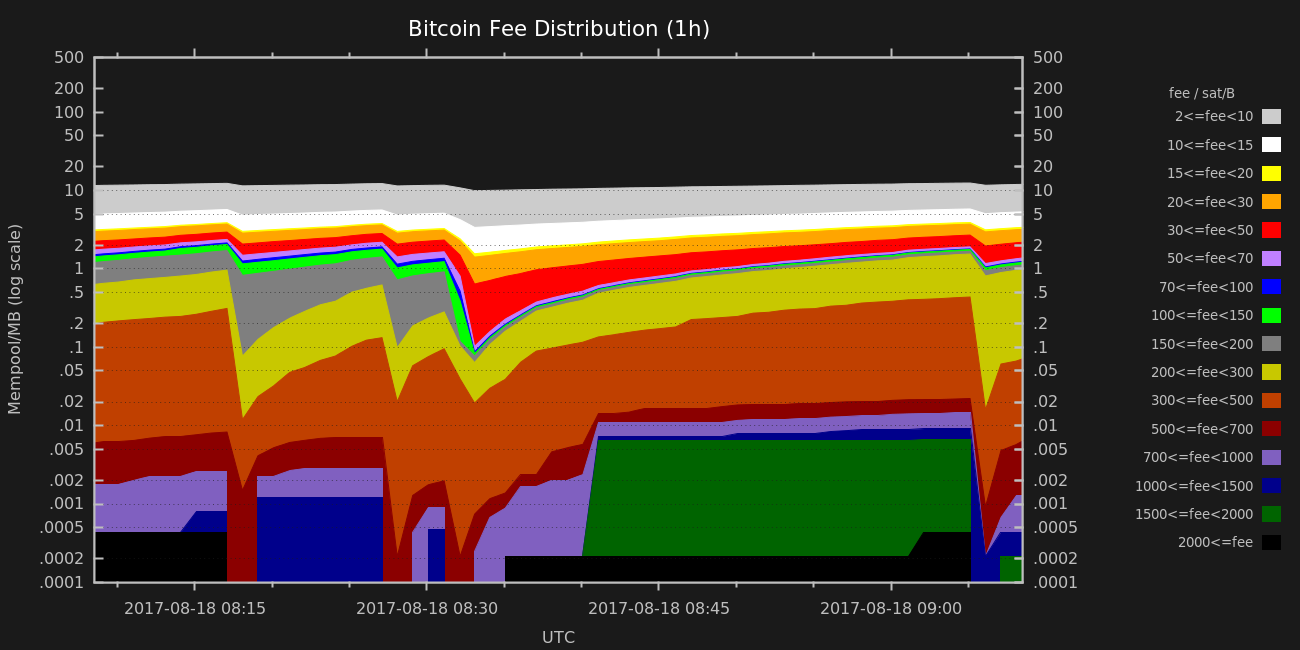 Bitcoin Fee Distribution (1h)
Mempool/MB (log scale)
500
200
100
50
20
10
5
2
1
.5
.2
.1
.05
.02
.01
.005
.002
.001
.0005
.0002
.0001
500
200
100
50
20
10
5
2
1
.5
.2
.1
.05
.02
.01
.005
.002
.001
.0005
.0002
.0001
2017-08-18 08:15
2017-08-18 08:30
2017-08-18 08:45
2017-08-18 09:00
UTC
fee / sat/B
2<=fee<10
10<=fee<15
15<=fee<20
20<=fee<30
30<=fee<50
50<=fee<70
70<=fee<100
100<=fee<150
150<=fee<200
200<=fee<300
300<=fee<500
500<=fee<700
700<=fee<1000
1000<=fee<1500
1500<=fee<2000
2000<=fee